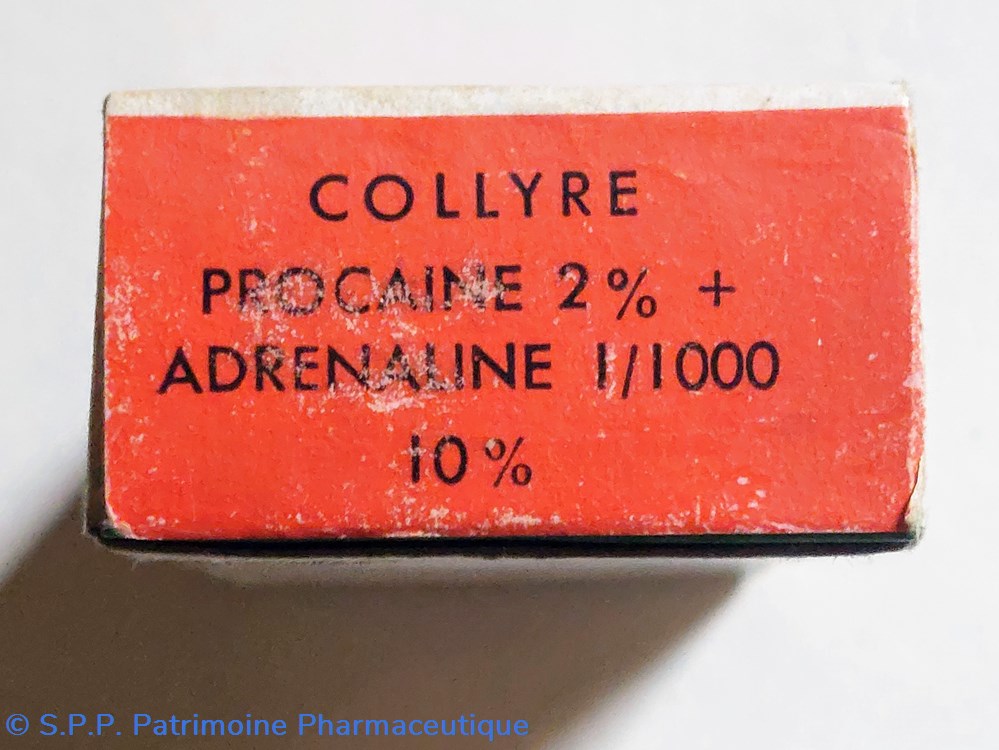 COLLYRE
PROCAINE 2% +
ADRENALINE 1/1000
10%
© S.P.P. Patrimoine Pharmaceutique